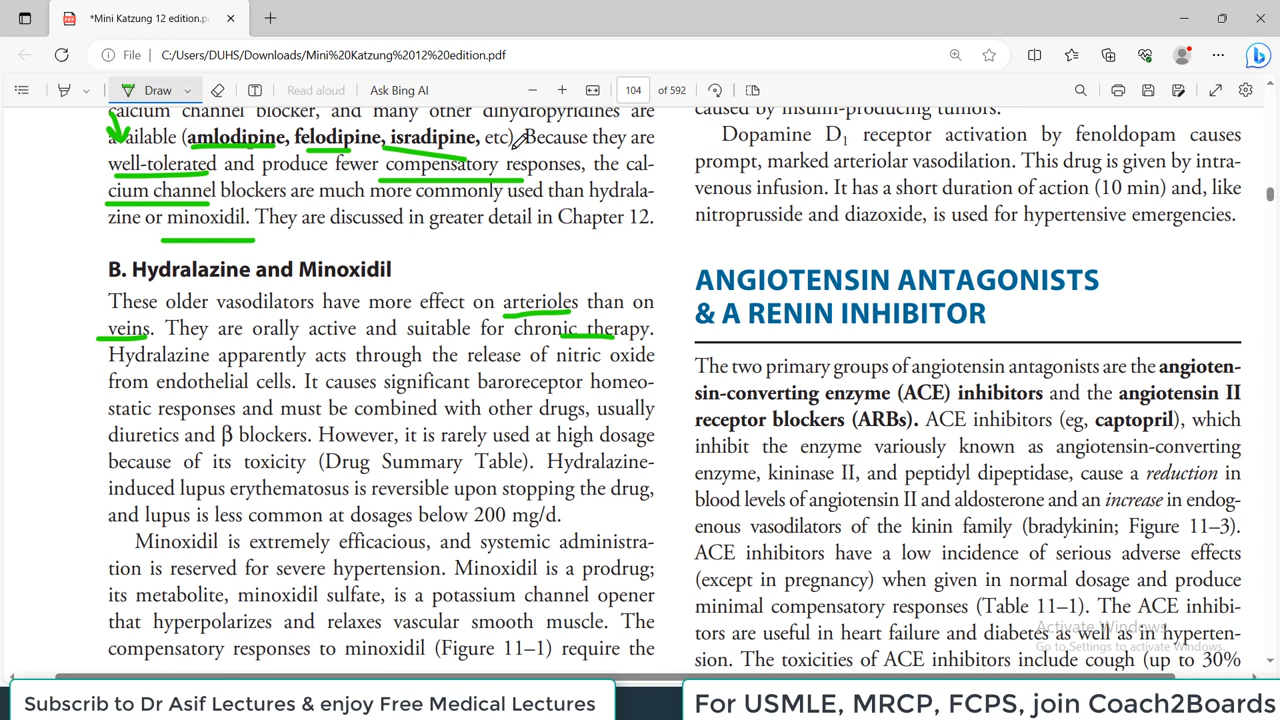 *Mini Katzung 12 edition.p
File
C:/Users/DUHS/Downloads/Mini%20Katzung%2012%20edition.pdf
Draw
Read aloud
Ask Bing AI
104 of 592
calcium channel blocker, and many other dihydropyridines are
available (amlodipine, felodipine, isradipine, etc). Because they are
well-tolerated and produce fewer compensatory responses, the cal-
cium channel blockers are much more commonly used than hydrala-
zine or minoxidil. They are discussed in greater detail in Chapter 12.
B. Hydralazine and Minoxidil
These older vasodilators have more effect on arterioles than on
veins. They are orally active and suitable for chronic therapy.
Hydralazine apparently acts through the release of nitric oxide
from endothelial cells. It causes significant baroreceptor homeo-
static responses and must be combined with other drugs, usually
diuretics and β blockers. However, it is rarely used at high dosage
because of its toxicity (Drug Summary Table). Hydralazine-
induced lupus erythematosus is reversible upon stopping the drug,
and lupus is less common at dosages below 200 mg/d.
Minoxidil is extremely efficacious, and systemic administra-
tion is reserved for severe hypertension. Minoxidil is a prodrug;
its metabolite, minoxidil sulfate, is a potassium channel opener
that hyperpolarizes and relaxes vascular smooth muscle. The
compensatory responses to minoxidil (Figure 11–1) require the
caused by insulin-producing tumors.
Dopamine D1 receptor activation by fenoldopam causes
prompt, marked arteriolar vasodilation. This drug is given by intra-
venous infusion. It has a short duration of action (10 min) and, like
nitroprusside and diazoxide, is used for hypertensive emergencies.
ANGIOTENSIN ANTAGONISTS
& A RENIN INHIBITOR
The two primary groups of angiotensin antagonists are the angioten-
sin-converting enzyme (ACE) inhibitors and the angiotensin II
receptor blockers (ARBs). ACE inhibitors (eg, captopril), which
inhibit the enzyme variously known as angiotensin-converting
enzyme, kininase II, and peptidyl dipeptidase, cause a reduction in
blood levels of angiotensin II and aldosterone and an increase in endog-
enous vasodilators of the kinin family (bradykinin; Figure 11–3).
ACE inhibitors have a low incidence of serious adverse effects
(except in pregnancy) when given in normal dosage and produce
minimal compensatory responses (Table 11–1). The ACE inhibi-
tors are useful in heart failure and diabetes as well as in hyperten-
sion. The toxicities of ACE inhibitors include cough (up to 30%
Activate Windows
Go to Settings to activate Windows.
Subscrib to Dr Asif Lectures & enjoy Free Medical Lectures
For USMLE, MRCP, FCPS, join Coach2Boards